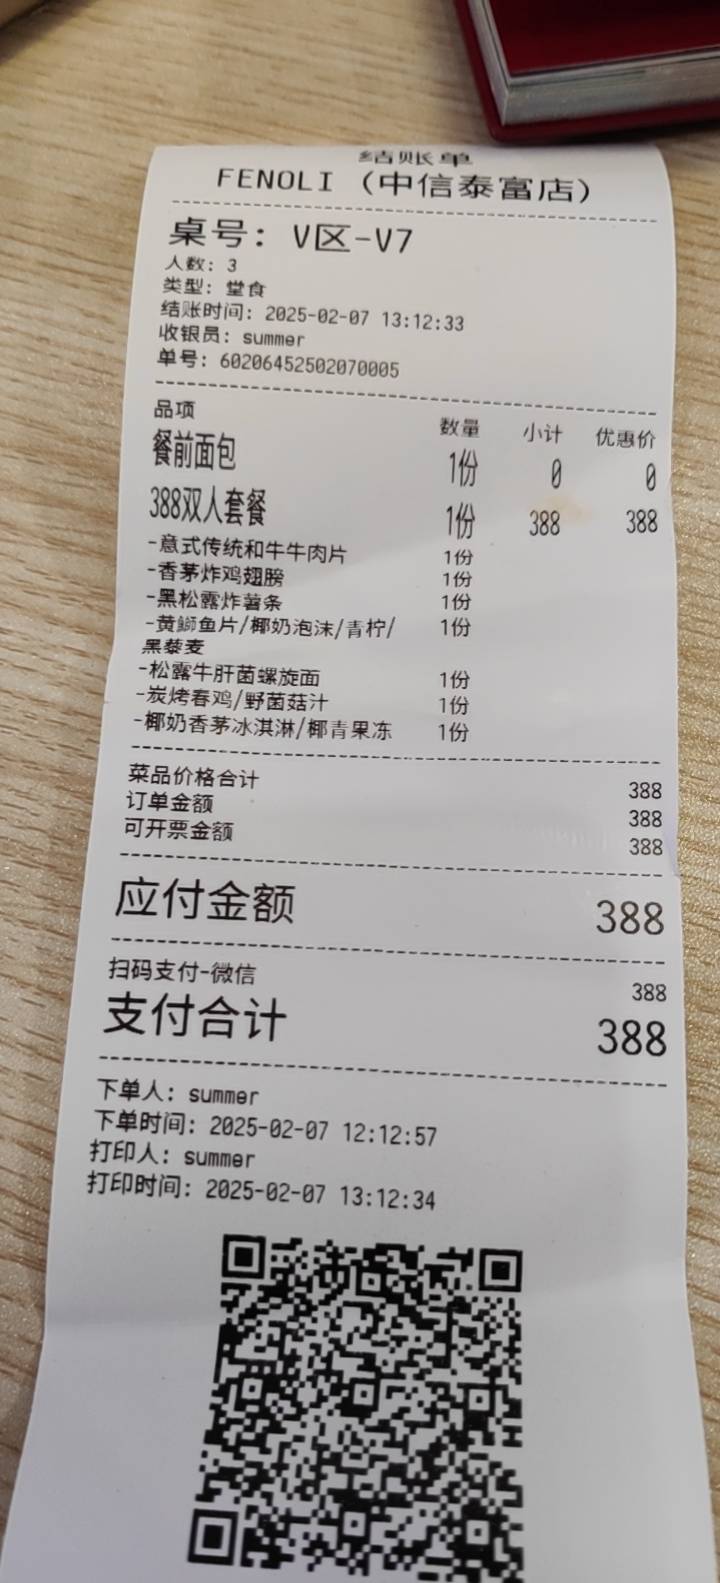 结账单
FENOLI (中信泰富店)
桌号: V区-V7
人数: 3
类型: 堂食
结账时间: 2025-02-07 13:12:33
收银员: summer
单号: 602064525020 70005
品项 数量 小计 优惠价
餐前面包 1份 0 0
388双人套餐 1份 388 388
-意式传统和牛牛肉片 1份
-香茅炸鸡翅膀 1份
-黑松露炸薯条 1份
-黄鰤鱼片/椰奶泡沫/青柠/ 1份
黑藜麦
-松露牛肝菌螺旋面 1份
-炭烤春鸡/野菌菇汁 1份
-椰奶香茅冰淇淋/椰青果冻 1份
菜品价格合计 388
订单金额 388
可开票金额 388
应付金额 388
扫码支付-微信 388
支付合计 388
下单人: summer
下单时间: 2025-02-07 12:12:57
打印人: summer
打印时间: 2025-02-07 13:12:34